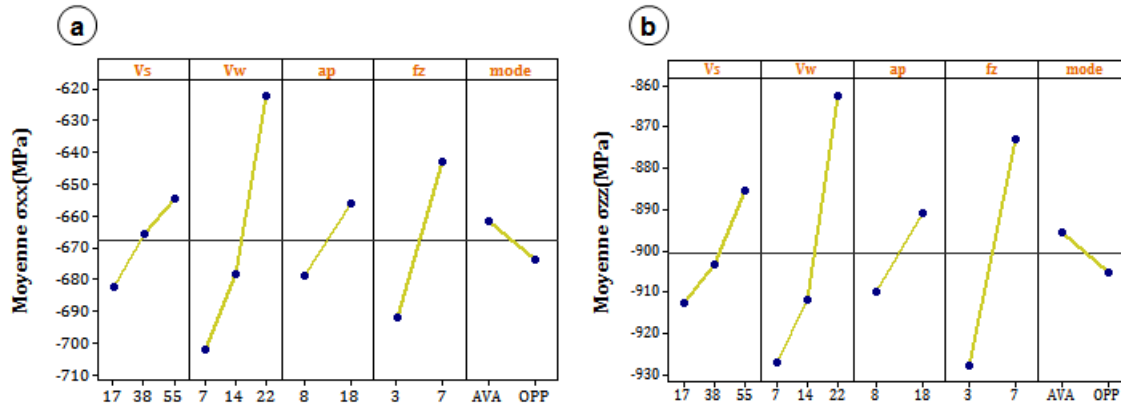 a
Vs Vw ap fz mode
Moyenne σxx(MPa)
-620
-630
-640
-650
-660
-670
-680
-690
-700
-710
17 38 55 7 14 22 8 18 3 7 AVA OPP
b
Vs Vw ap fz mode
Moyenne σzz(MPa)
-860
-870
-880
-890
-900
-910
-920
-930
17 38 55 7 14 22 8 18 3 7 AVA OPP